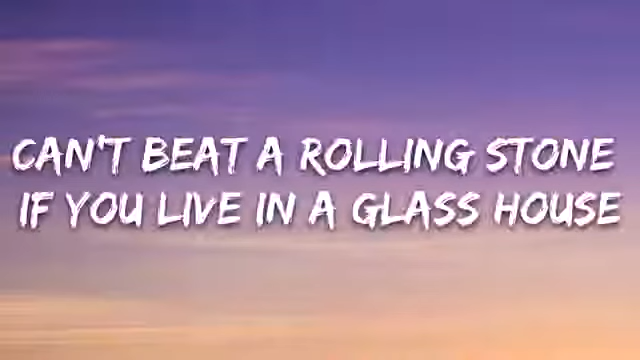 CAN'T BEAT A ROLLING STONE
IF YOU LIVE IN A GLASS HOUSE